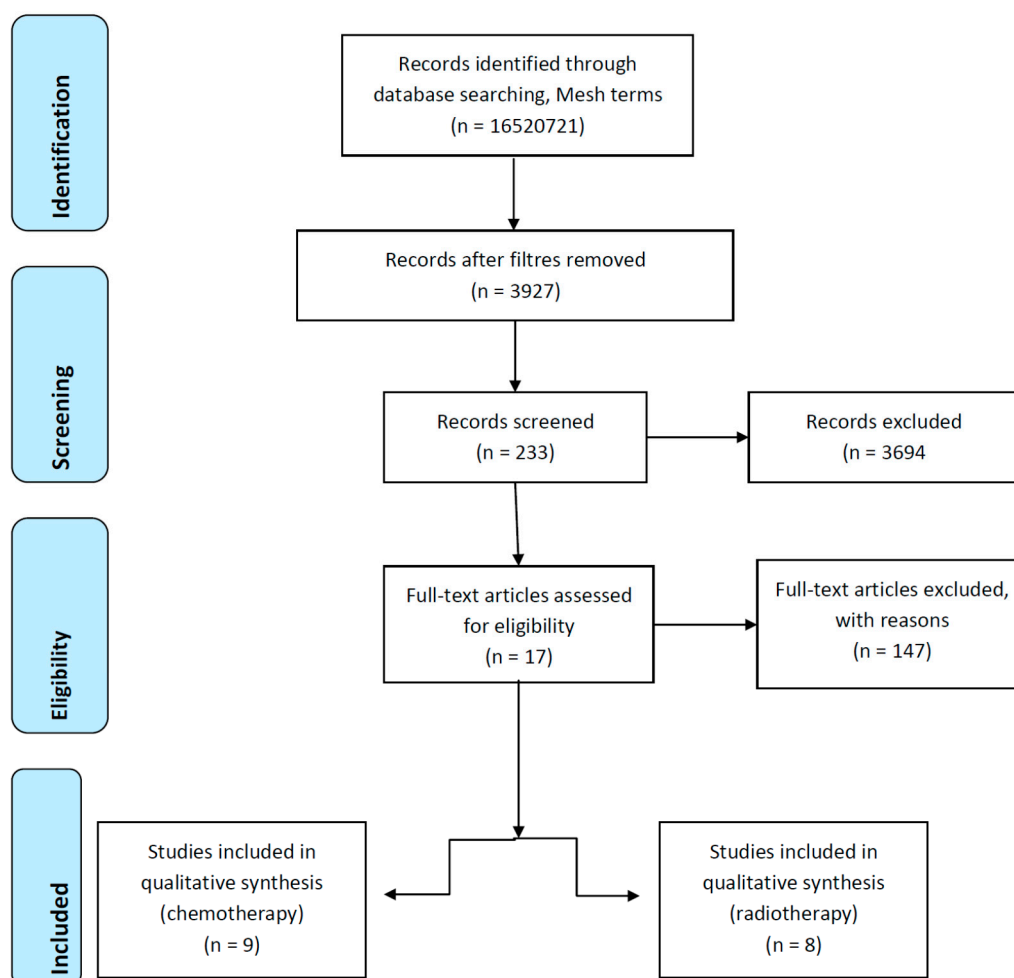 Identification
Records identified through
database searching, Mesh terms
(n = 16520721)
Records after filtres removed
(n = 3927)
Screening
Records screened
(n = 233)
Records excluded
(n = 3694
Eligibility
Full-text articles assessed
for eligibility
(n = 17)
Full-text articles excluded,
with reasons
(n = 147)
Included
Studies included in
qualitative synthesis
(chemotherapy)
(n = 9)
Studies included in
qualitative synthesis
(radiotherapy)
(n = 8)